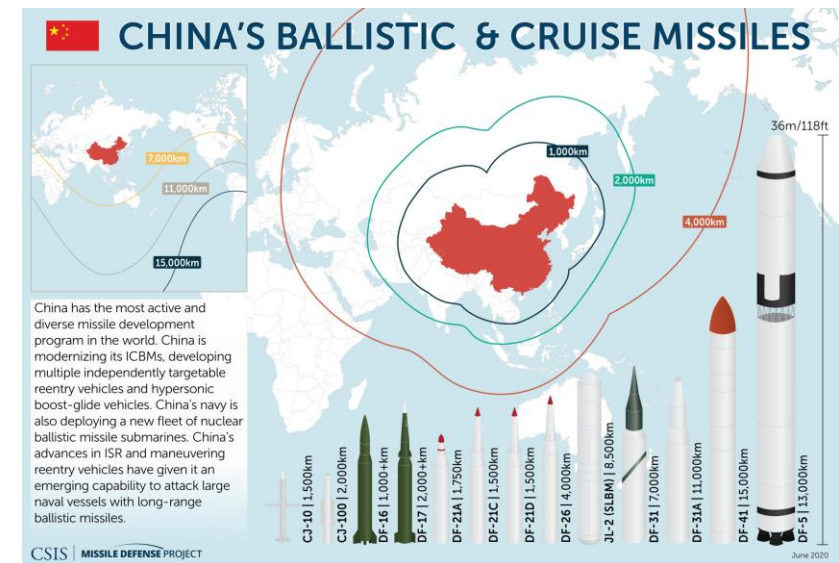 CHINA'S BALLISTIC & CRUISE MISSILES
7,000km
11,000km
15,000km
1,000km
2,000km
4,000km
36m/118ft
China has the most active and
diverse missile development
program in the world. China is
modernizing its ICBMs, developing
multiple independently targetable
reentry vehicles and hypersonic
boost-glide vehicles. China's navy is
also deploying a new fleet of nuclear
ballistic missile submarines. China's
advances in ISR and maneuvering
reentry vehicles have given it an
emerging capability to attack large
naval vessels with long-range
ballistic missiles.
CJ-10 | 1,500km
CJ-100 | 2,000km
DF-16 | 1,000+km
DF-17 | 2,000+km
DF-21A | 1,750km
DF-21C | 1,500km
DF-21D | 1,500km
DF-26 | 4,000km
JL-2 (SLBM) | 8,500km
DF-31 | 7,000km
DF-31A | 11,000km
DF-41 | 15,000km
DF-5 | 13,000km
CSIS | MISSILE DEFENSE PROJECT
June 2020